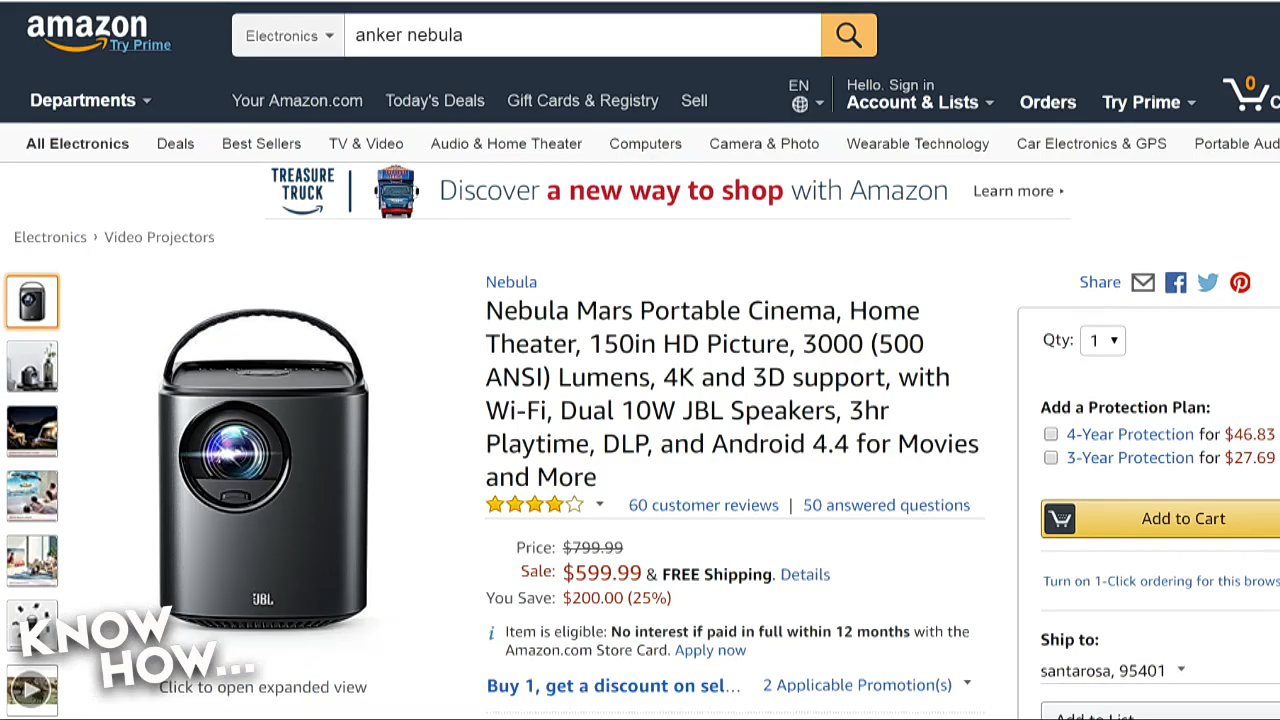 amazon
Try Prime
Electronics
anker nebula
Departments
Your Amazon.com
Today's Deals
Gift Cards & Registry
Sell
EN
Hello. Sign in
Account & Lists
Orders
Try Prime
0
C
All Electronics
Deals
Best Sellers
TV & Video
Audio & Home Theater
Computers
Camera & Photo
Wearable Technology
Car Electronics & GPS
Portable Aud
TREASURE
TRUCK
Discover a new way to shop with Amazon
Learn more
Electronics › Video Projectors
Nebula
Nebula Mars Portable Cinema, Home
Theater, 150in HD Picture, 3000 (500
ANSI) Lumens, 4K and 3D support, with
Wi-Fi, Dual 10W JBL Speakers, 3hr
Playtime, DLP, and Android 4.4 for Movies
and More
60 customer reviews | 50 answered questions
Price: $799.99
Sale: $599.99 & FREE Shipping. Details
You Save: $200.00 (25%)
i Item is eligible: No interest if paid in full within 12 months with the
Amazon.com Store Card. Apply now
Buy 1, get a discount on sel…
2 Applicable Promotion(s)
Share
Qty: 1
Add a Protection Plan:
4-Year Protection for $46.83
3-Year Protection for $27.69
Add to Cart
Turn on 1-Click ordering for this brows
Ship to:
santarosa, 95401
Add to List
JBL
KNOW
HOW...
Click to open expanded view